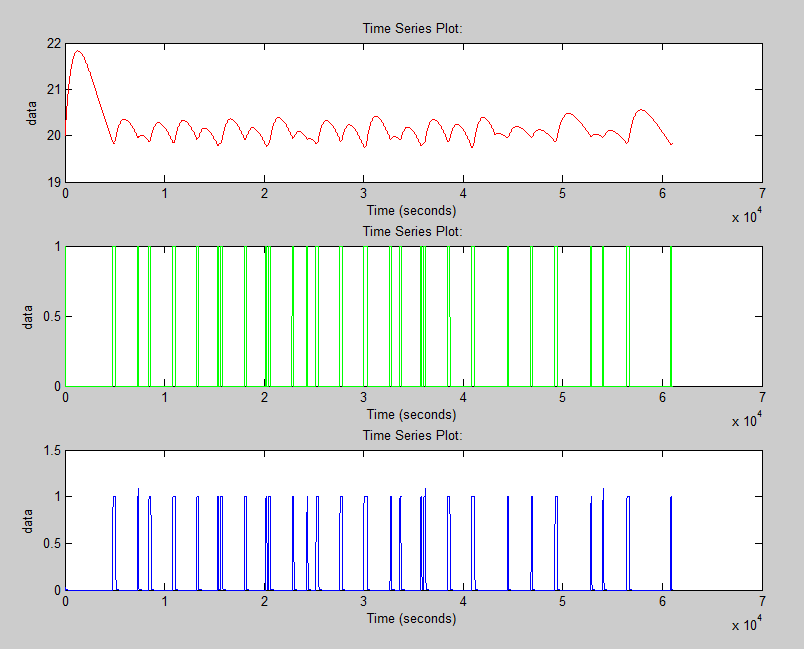 Time Series Plot:
22
21
20
19
data
0 1 2 3 4 5 6 7
Time (seconds)
x 10^4
Time Series Plot:
1
0.5
0
data
0 1 2 3 4 5 6 7
Time (seconds)
x 10^4
Time Series Plot:
1.5
1
0.5
0
data
0 1 2 3 4 5 6 7
Time (seconds)
x 10^4